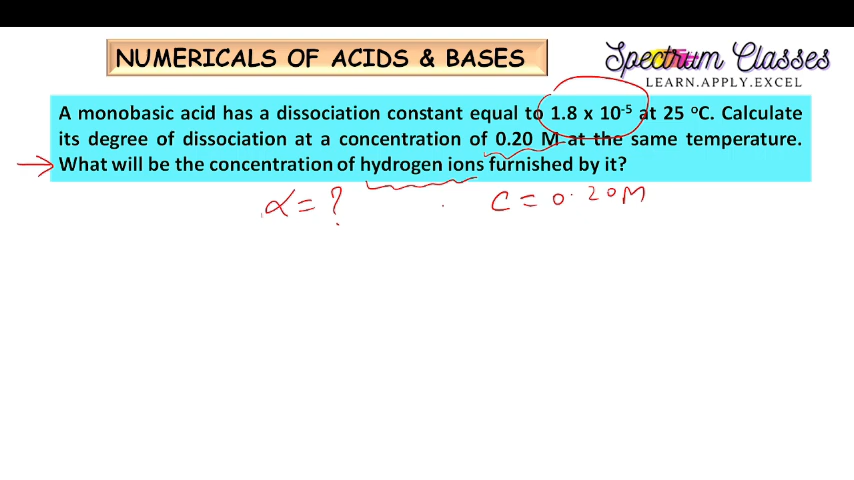 NUMERICALS OF ACIDS & BASES
Spectrum Classes
LEARN.APPLY.EXCEL
A monobasic acid has a dissociation constant equal to 1.8 x 10⁻⁵ at 25 ºC. Calculate
its degree of dissociation at a concentration of 0.20 M at the same temperature.
What will be the concentration of hydrogen ions furnished by it?
α = ? C = 0.20M